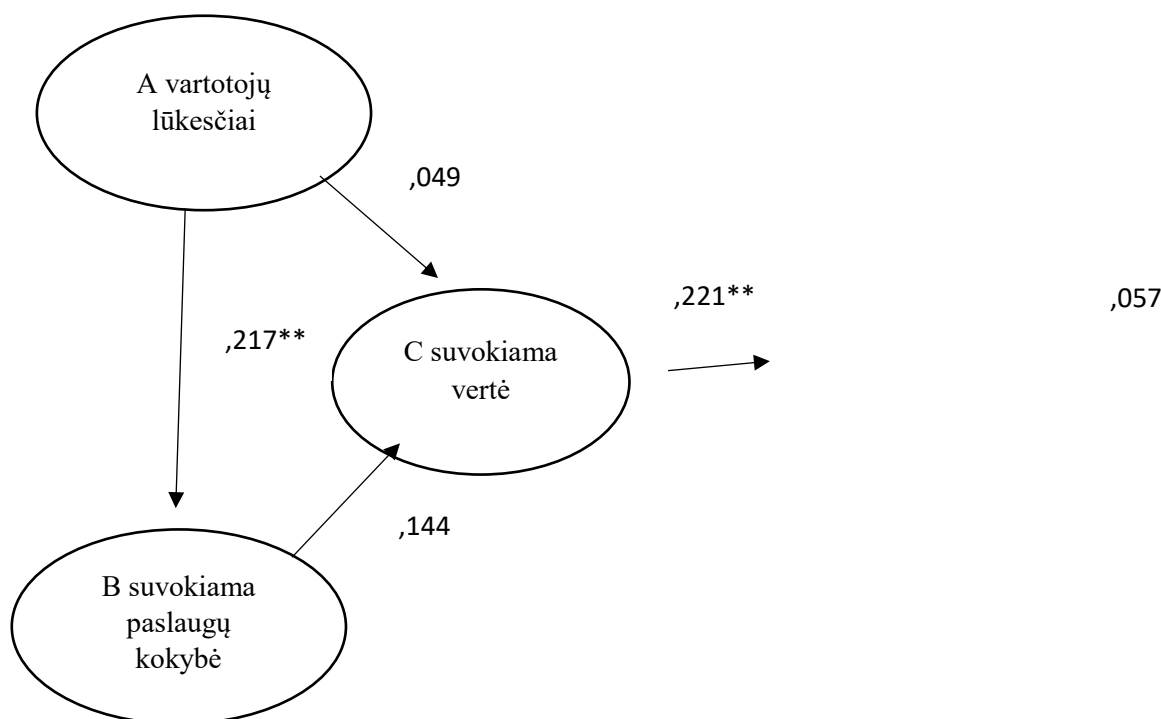 A vartotojų
lūkesčiai
,049
,221**
,057
,217**
C suvokiama
vertė
,144
B suvokiama
paslaugų
kokybė